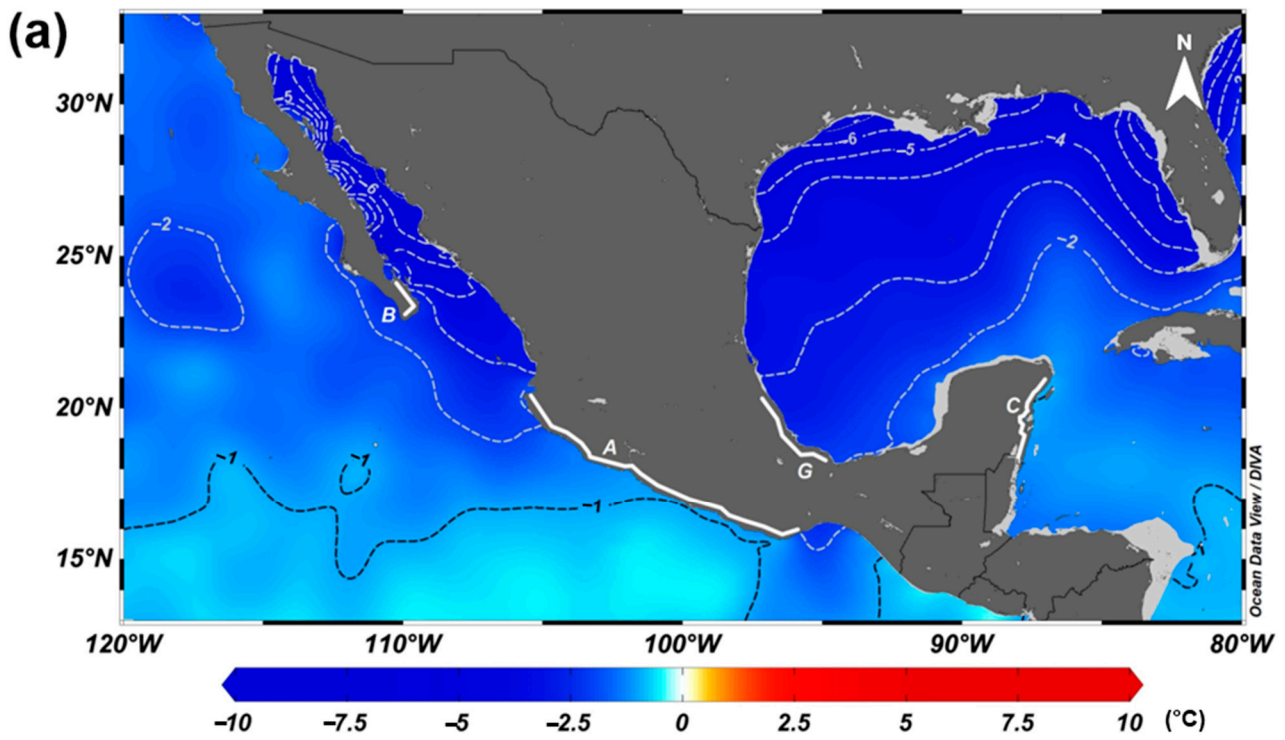 (a)
N
30°N
25°N
20°N
15°N
–5
–6
–6
–5
–4
–2
–2
B
A
G
C
–1
–1
–1
120°W
110°W
100°W
90°W
80°W
Ocean Data View / DIVA
–10
–7.5
–5
–2.5
0
2.5
5
7.5
10
(°C)